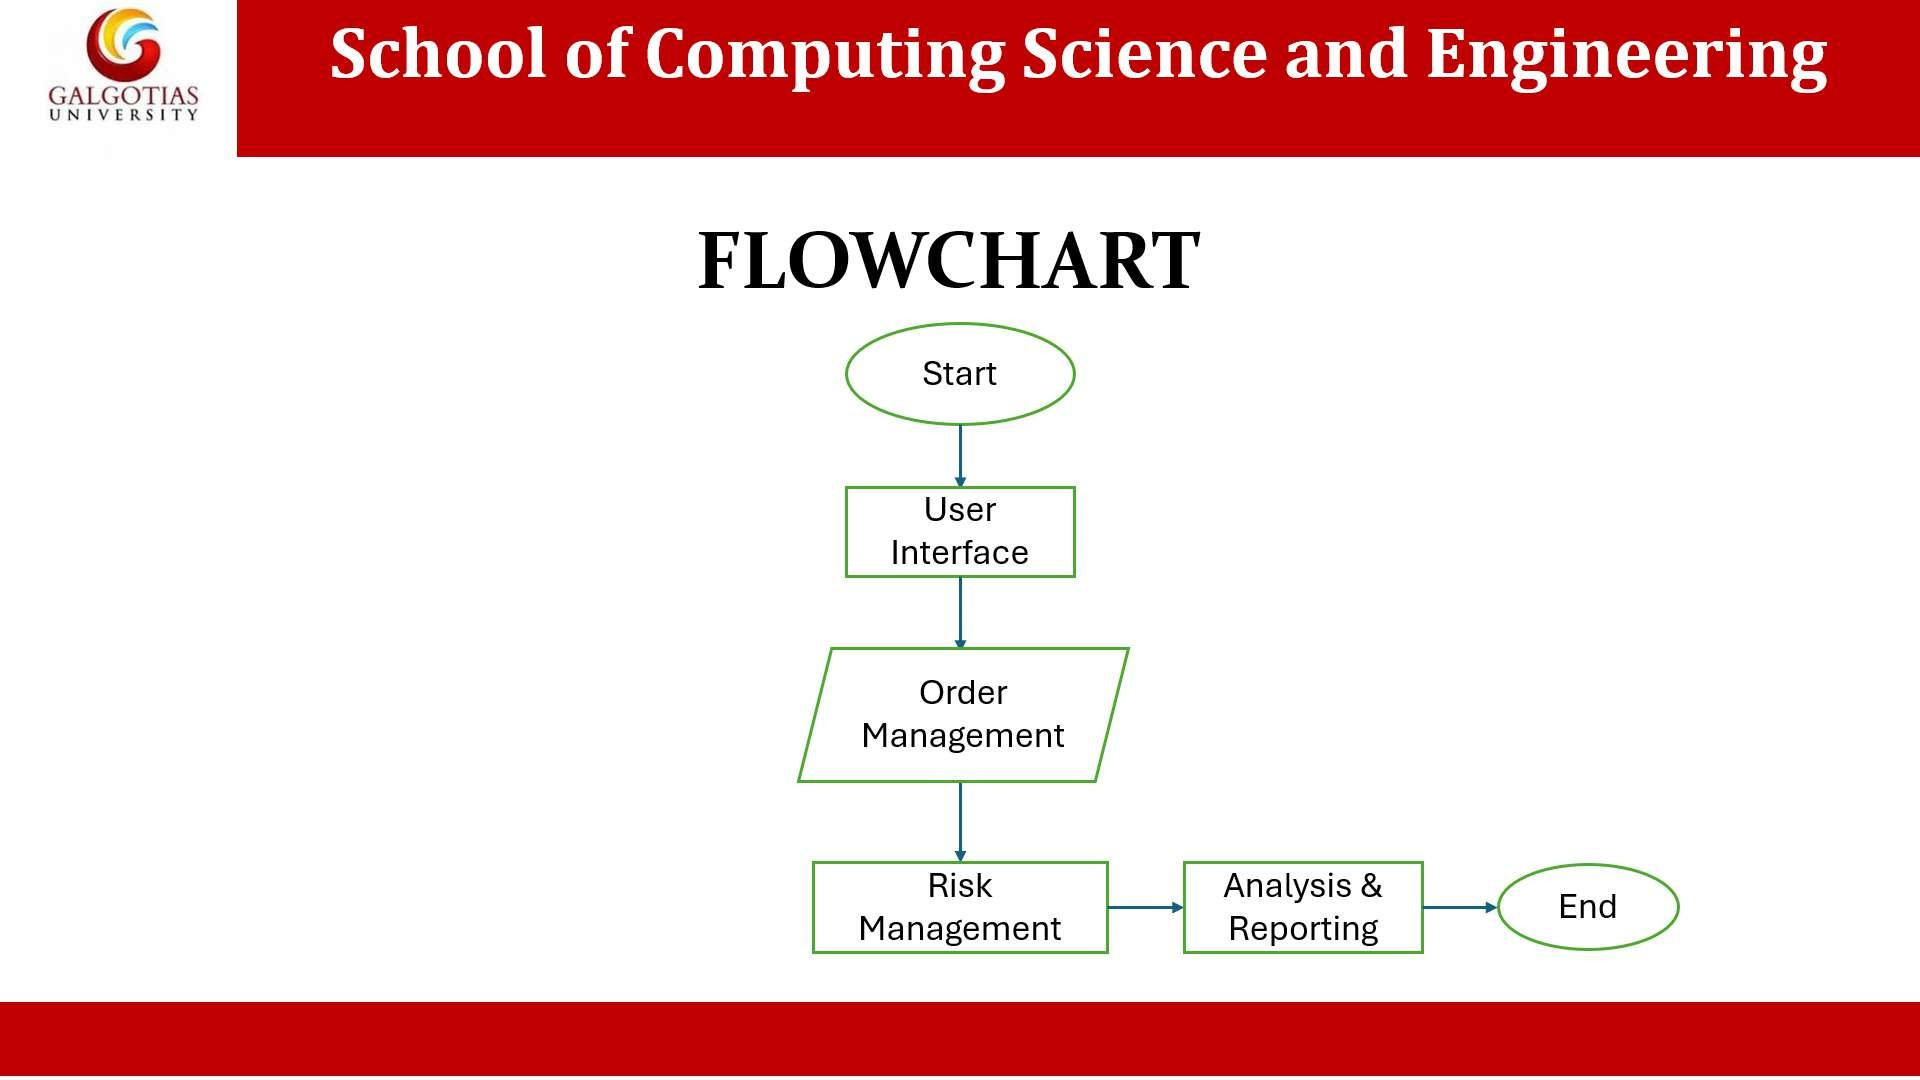 GALGOTIAS
UNIVERSITY
School of Computing Science and Engineering
FLOWCHART
Start
User
Interface
Order
Management
Risk
Management
Analysis &
Reporting
End